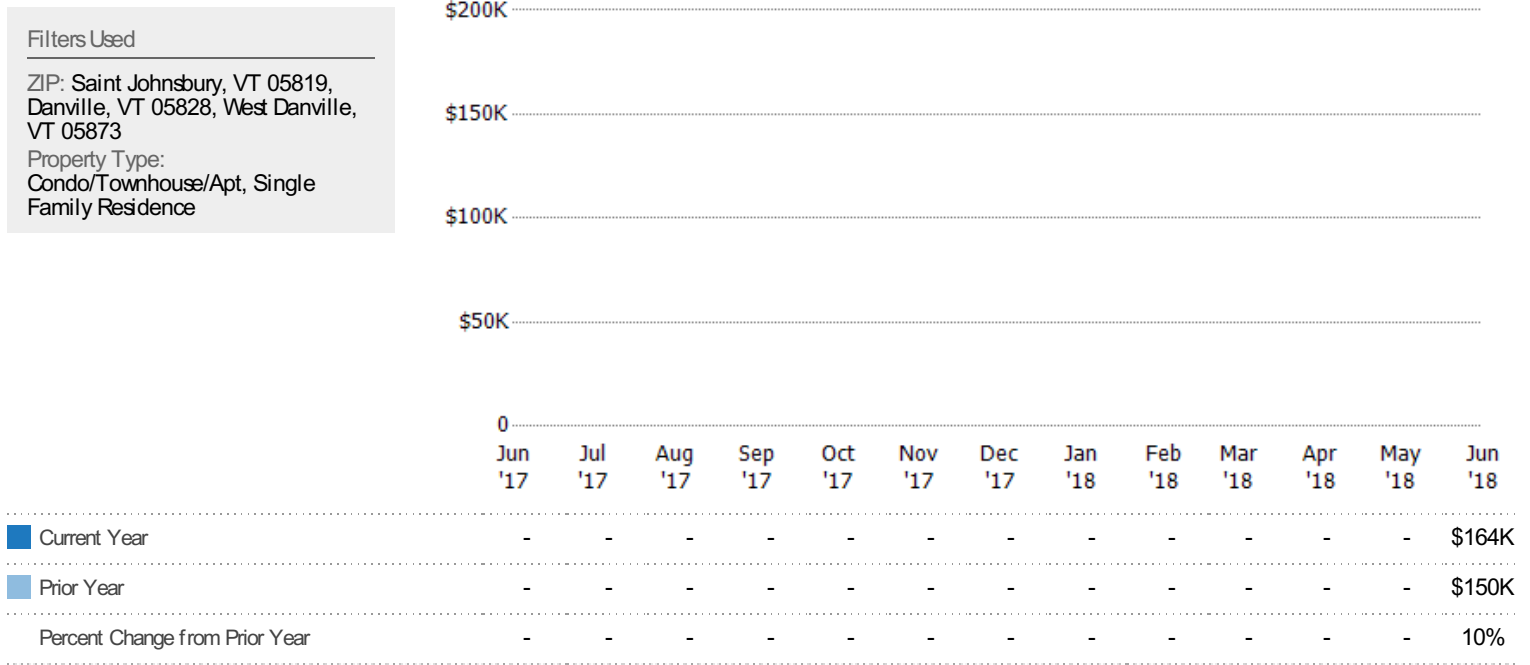 Filters Used
ZIP: Saint Johnsbury, VT 05819,
Danville, VT 05828, West Danville,
VT 05873
Property Type:
Condo/Townhouse/Apt, Single
Family Residence
$200K
$150K
$100K
$50K
0
Jun Jul Aug Sep Oct Nov Dec Jan Feb Mar Apr May Jun
'17 '17 '17 '17 '17 '17 '17 '18 '18 '18 '18 '18 '18
Current Year - - - - - - - - - - - - $164K
Prior Year - - - - - - - - - - - - $150K
Percent Change from Prior Year - - - - - - - - - - - - 10%